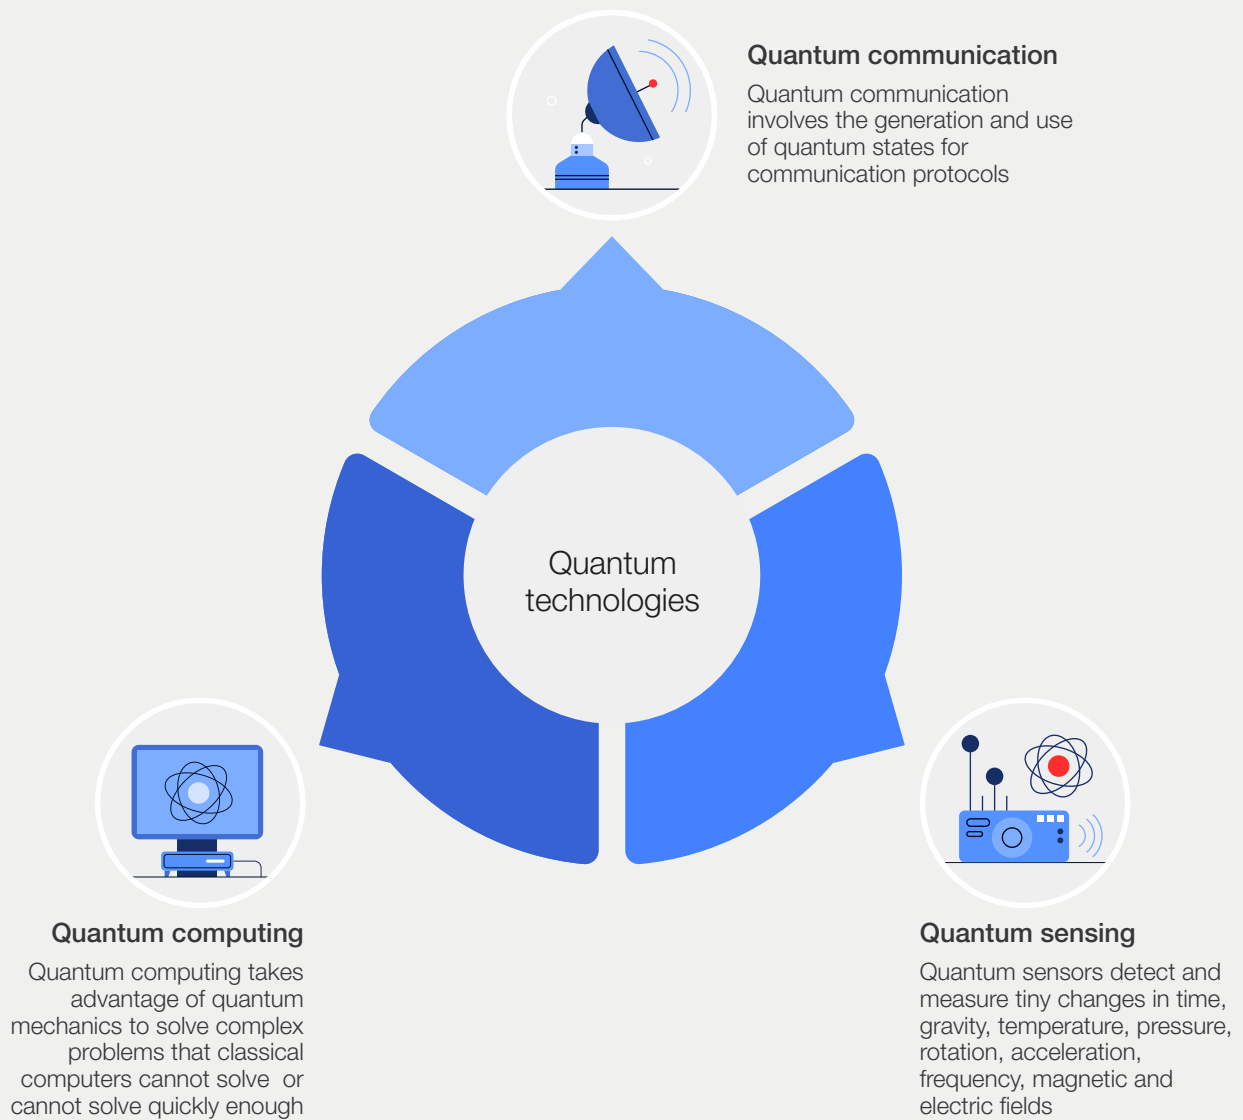 Quantum communication
Quantum communication
involves the generation and use
of quantum states for
communication protocols
Quantum
technologies
Quantum computing
Quantum computing takes
advantage of quantum
mechanics to solve complex
problems that classical
computers cannot solve  or
cannot solve quickly enough
Quantum sensing
Quantum sensors detect and
measure tiny changes in time,
gravity, temperature, pressure,
rotation, acceleration,
frequency, magnetic and
electric fields